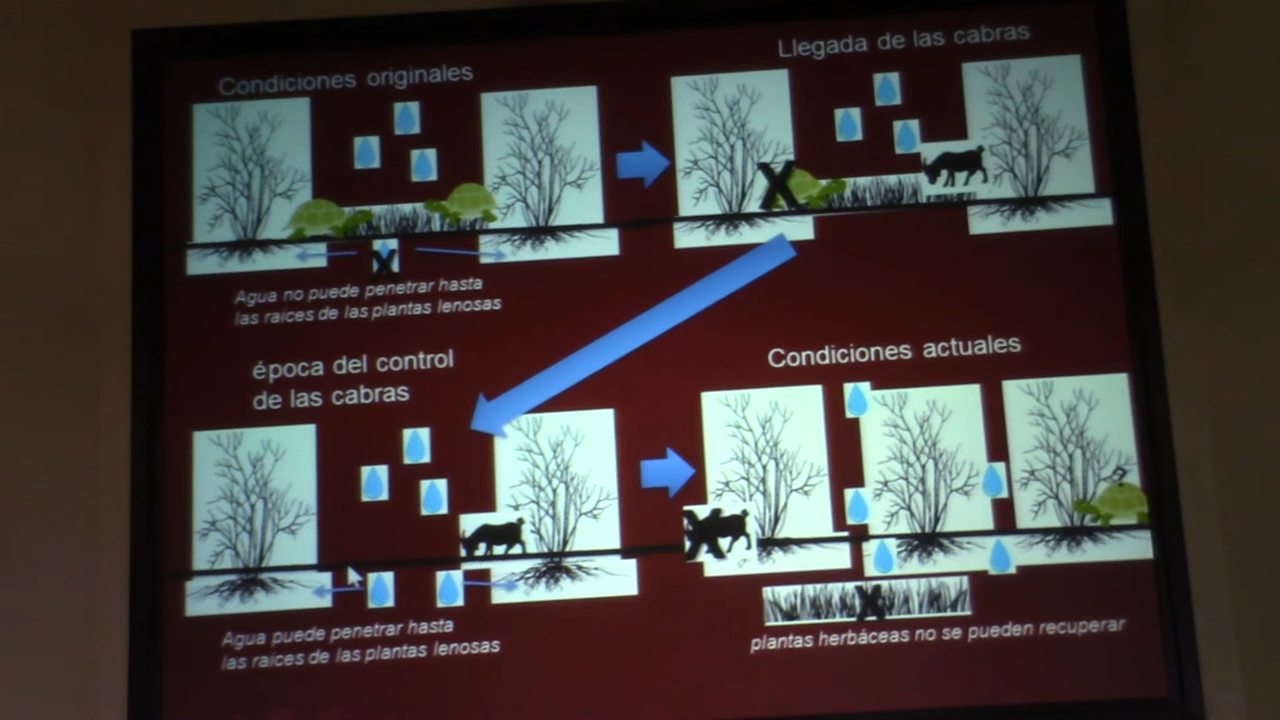 Condiciones originales
Llegada de las cabras
X
X
Agua no puede penetrar hasta
las raices de las plantas lenosas
época del control
de las cabras
Condiciones actuales
X
X
Agua puede penetrar hasta
las raices de las plantas lenosas
plantas herbáceas no se pueden recuperar